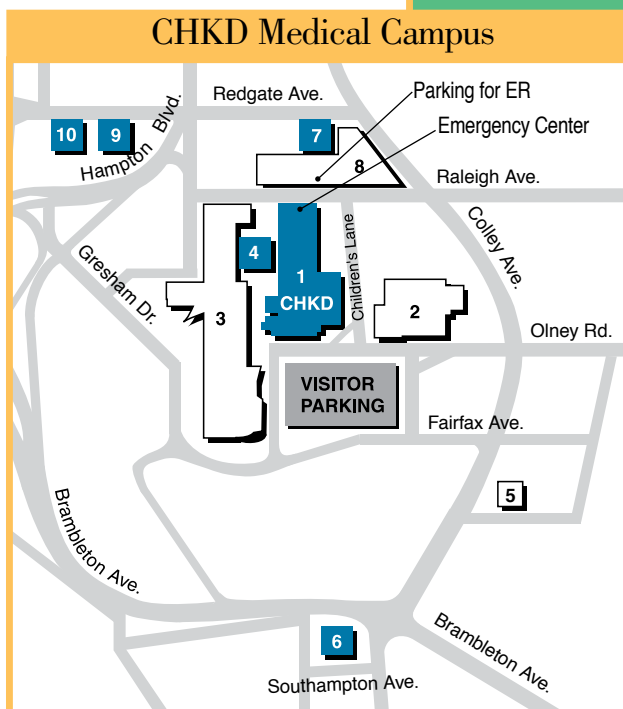 CHKD Medical Campus
Redgate Ave.
Parking for ER
Emergency Center
10
9
7
8
Hampton Blvd.
Raleigh Ave.
Colley Ave.
Children's Lane
Gresham Dr.
4
1
CHKD
3
2
Olney Rd.
VISITOR
PARKING
Fairfax Ave.
5
Brambleton Ave.
6
Brambleton Ave.
Southampton Ave.